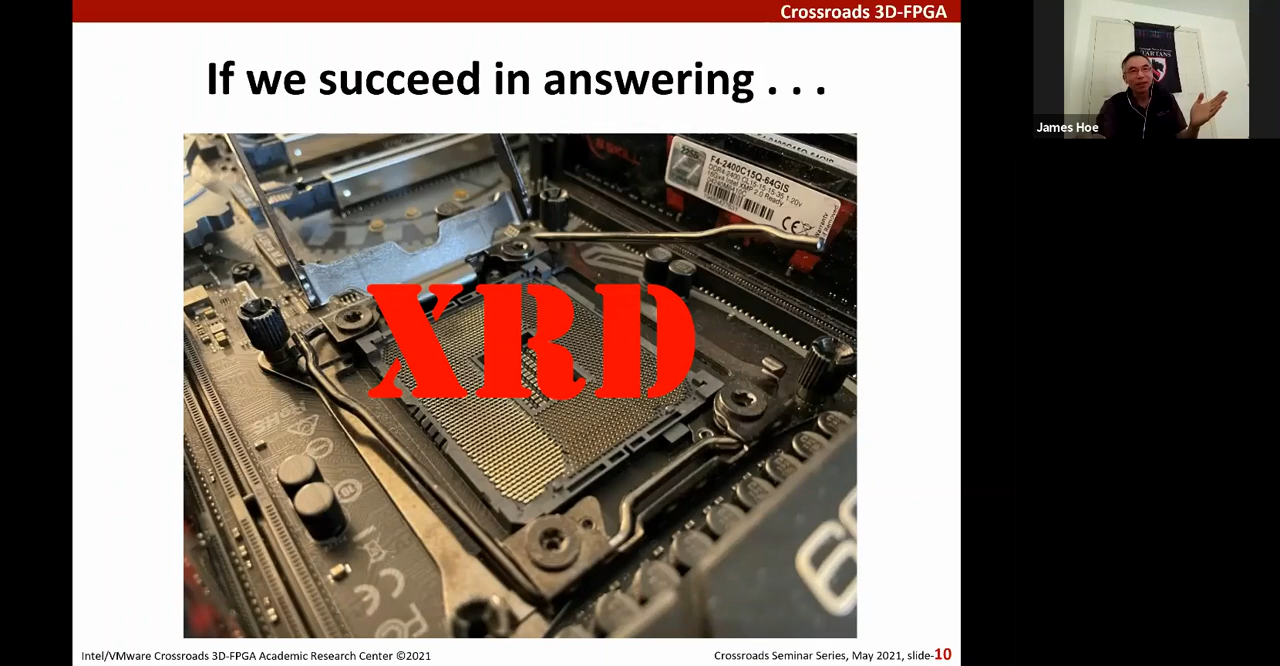 Crossroads 3D-FPGA
If we succeed in answering . . .
F4-2400C15Q-64GIS
XRD
James Hoe
Intel/VMware Crossroads 3D-FPGA Academic Research Center ©2021
Crossroads Seminar Series, May 2021, slide-10